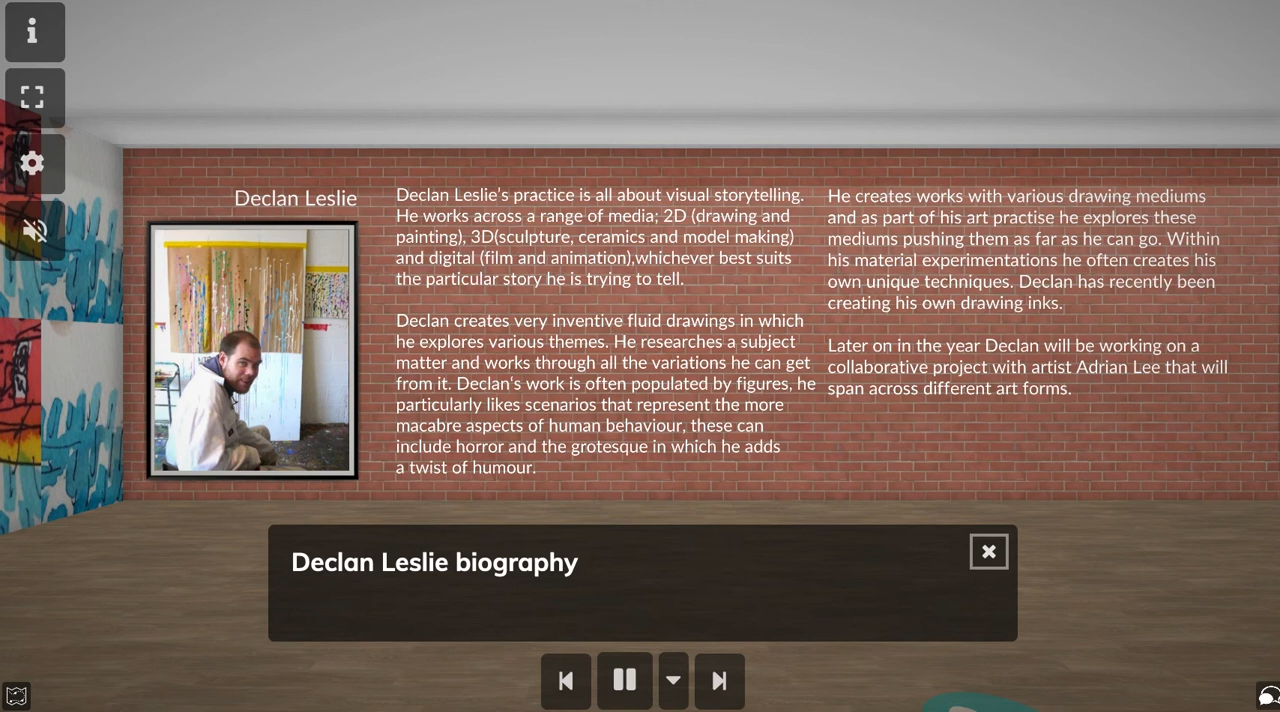 Declan Leslie
Declan Leslie's practice is all about visual storytelling.
He works across a range of media; 2D (drawing and
painting), 3D(sculpture, ceramics and model making)
and digital (film and animation),whichever best suits
the particular story he is trying to tell.
Declan creates very inventive fluid drawings in which
he explores various themes. He researches a subject
matter and works through all the variations he can get
from it. Declan's work is often populated by figures, he
particularly likes scenarios that represent the more
macabre aspects of human behaviour, these can
include horror and the grotesque in which he adds
a twist of humour.
He creates works with various drawing mediums
and as part of his art practise he explores these
mediums pushing them as far as he can go. Within
his material experimentations he often creates his
own unique techniques. Declan has recently been
creating his own drawing inks.
Later on in the year Declan will be working on a
collaborative project with artist Adrian Lee that will
span across different art forms.
Declan Leslie biography